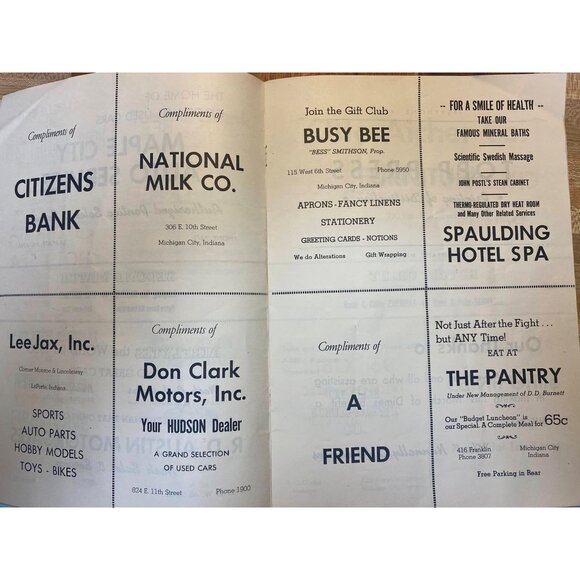 Compliments of
CITIZENS
BANK
Compliments of
NATIONAL
MILK CO.
306 E. 10th Street
Michigan City, Indiana
Lee Jax, Inc.
Corner Monroe & Lincolnway
LaPorte, Indiana
SPORTS
AUTO PARTS
HOBBY MODELS
TOYS - BIKES
Compliments of
Don Clark
Motors, Inc.
Your HUDSON Dealer
A GRAND SELECTION
OF USED CARS
824 E. 11th Street Phone 1900
Join the Gift Club
BUSY BEE
"BESS" SMITHSON, Prop.
115 West 6th Street Phone 5950
Michigan City, Indiana
APRONS - FANCY LINENS
STATIONERY
GREETING CARDS - NOTIONS
We do Alterations Gift Wrapping
-- FOR A SMILE OF HEALTH --
TAKE OUR
FAMOUS MINERAL BATHS
Scientific Swedish Massage
JOHN POSTL'S STEAM CABINET
THERMO-REGULATED DRY HEAT ROOM
and Many Other Related Services
SPAULDING
HOTEL SPA
Compliments of
A
FRIEND
Not Just After the Fight . . .
but ANY Time!
EAT AT
THE PANTRY
Under New Management of D. D. Burnett
Our "Budget Luncheon" is
our Special. A Complete Meal for 65c
416 Franklin Michigan City
Phone 3807 Indiana
Free Parking in Rear